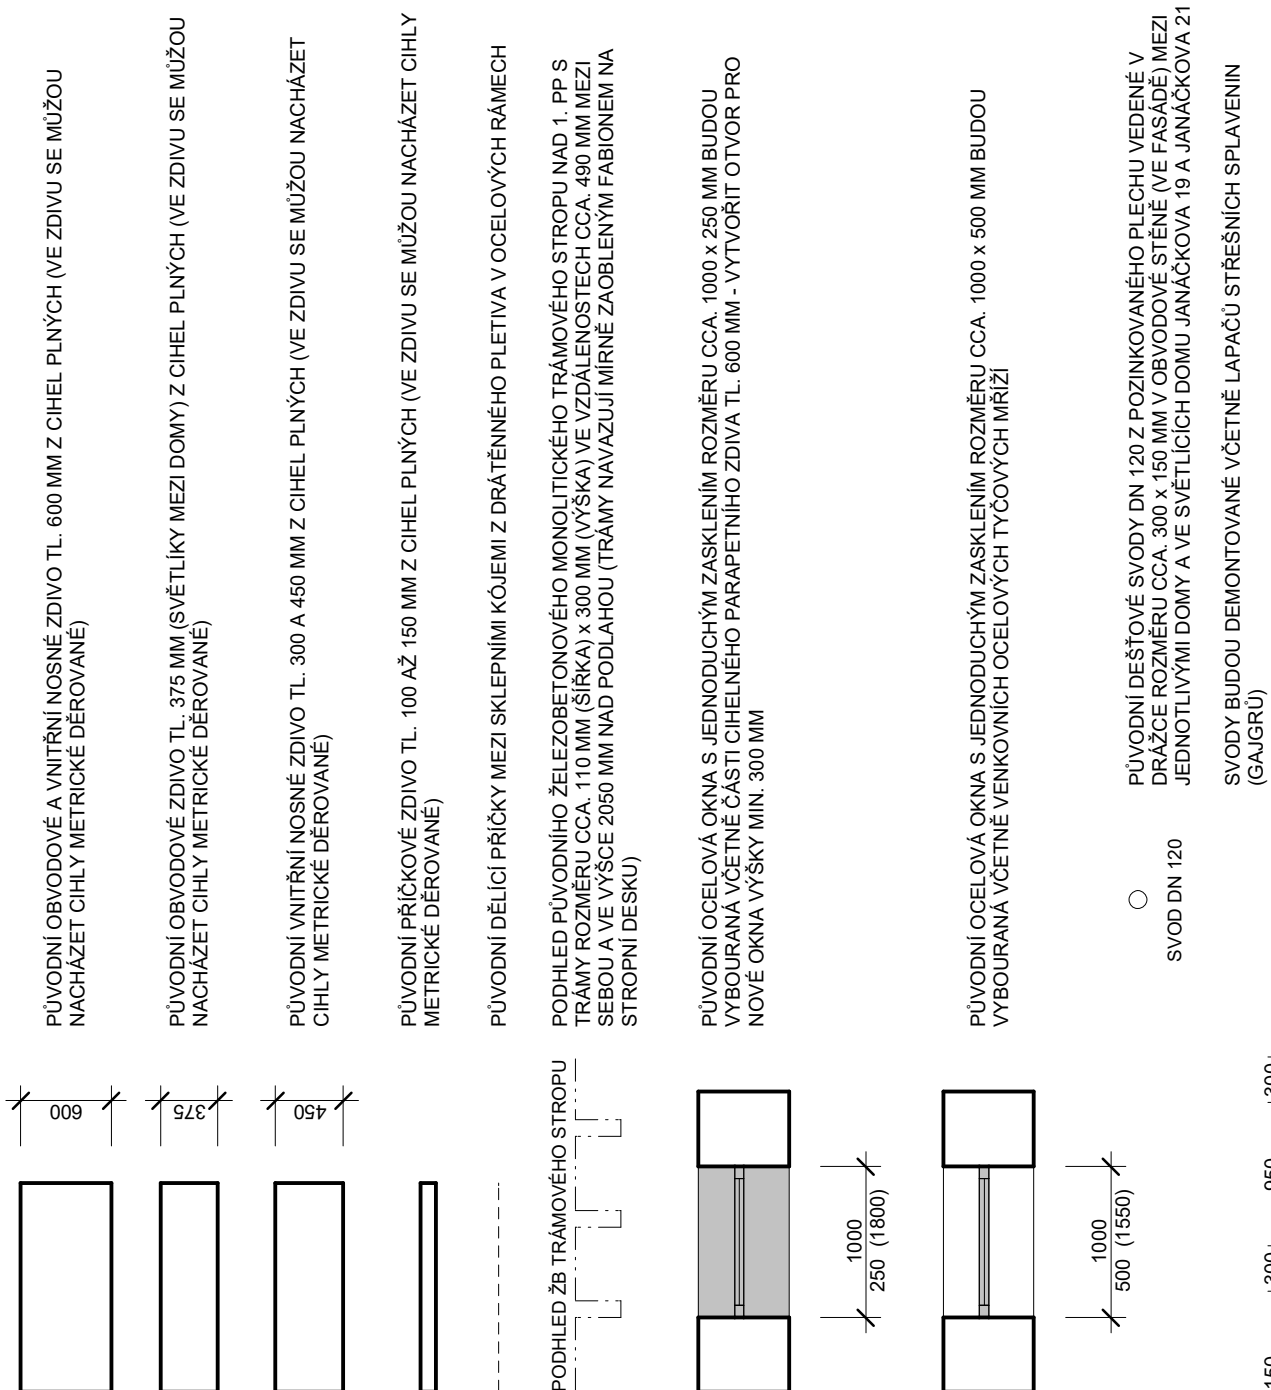 PŮVODNÍ OBVODOVÉ A VNITŘNÍ NOSNÉ ZDIVO TL. 600 MM Z CIHEL PLNÝCH (VE ZDIVU SE MŮŽOU
NACHÁZET CIHLY METRICKÉ DĚROVANÉ)
600
PŮVODNÍ OBVODOVÉ ZDIVO TL. 375 MM (SVĚTLÍKY MEZI DOMY) Z CIHEL PLNÝCH (VE ZDIVU SE MŮŽOU
NACHÁZET CIHLY METRICKÉ DĚROVANÉ)
375
PŮVODNÍ VNITŘNÍ NOSNÉ ZDIVO TL. 300 A 450 MM Z CIHEL PLNÝCH (VE ZDIVU SE MŮŽOU NACHÁZET
CIHLY METRICKÉ DĚROVANÉ)
450
PŮVODNÍ PŘÍČKOVÉ ZDIVO TL. 100 AŽ 150 MM Z CIHEL PLNÝCH (VE ZDIVU SE MŮŽOU NACHÁZET CIHLY
METRICKÉ DĚROVANÉ)
PŮVODNÍ DĚLÍCÍ PŘÍČKY MEZI SKLEPNÍMI KÓJEMI Z DRÁTĚNNÉHO PLETIVA V OCELOVÝCH RÁMECH
PODHLED ŽB TRÁMOVÉHO STROPU
PODHLED PŮVODNÍHO ŽELEZOBETONOVÉHO MONOLITICKÉHO TRÁMOVÉHO STROPU NAD 1. PP S
TRÁMY ROZMĚRU CCA. 110 MM (ŠÍŘKA) x 300 MM (VÝŠKA) VE VZDÁLENOSTECH CCA. 490 MM MEZI
SEBOU A VE VÝŠCE 2050 MM NAD PODLAHOU (TRÁMY NAVAZUJÍ MÍRNĚ ZAOBLENÝM FABIONEM NA
STROPNÍ DESKU)
PŮVODNÍ OCELOVÁ OKNA S JEDNODUCHÝM ZASKLENÍM ROZMĚRU CCA. 1000 x 250 MM BUDOU
VYBOURANÁ VČETNĚ ČÁSTI CIHELNÉHO PARAPETNÍHO ZDIVA TL. 600 MM - VYTVOŘIT OTVOR PRO
NOVÉ OKNA VÝŠKY MIN. 300 MM
1000
250 (1800)
PŮVODNÍ OCELOVÁ OKNA S JEDNODUCHÝM ZASKLENÍM ROZMĚRU CCA. 1000 x 500 MM BUDOU
VYBOURANÁ VČETNĚ VENKOVNÍCH OCELOVÝCH TYČOVÝCH MŘÍŽÍ
1000
500 (1550)
SVOD DN 120
PŮVODNÍ DEŠŤOVÉ SVODY DN 120 Z POZINKOVANÉHO PLECHU VEDENÉ V
DRÁŽCE ROZMĚRU CCA. 300 x 150 MM V OBVODOVÉ STĚNĚ (VE FASÁDĚ) MEZI
JEDNOTLIVÝMI DOMY A VE SVĚTLÍCÍCH DOMU JANÁČKOVA 19 A JANÁČKOVA 21
SVODY BUDOU DEMONTOVANÉ VČETNĚ LAPAČŮ STŘEŠNÍCH SPLAVENIN
(GAJGRŮ)